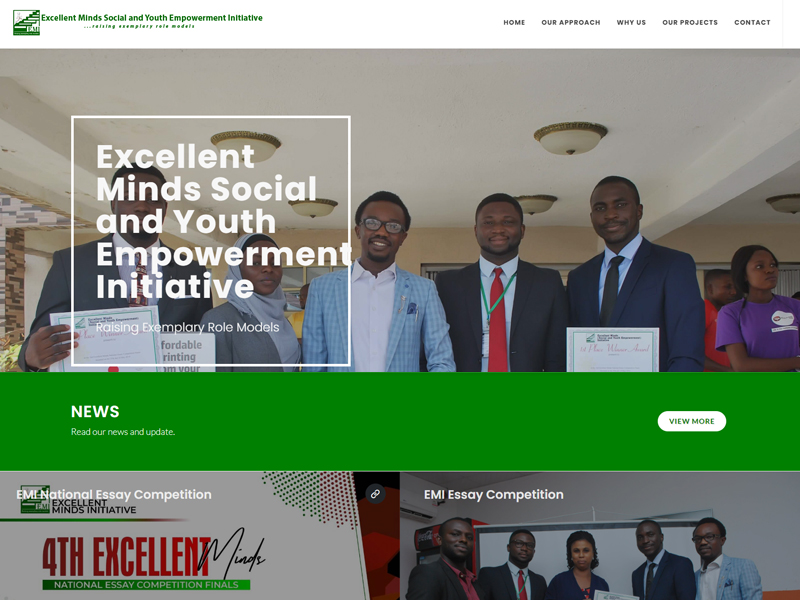 Excellent Minds Social and Youth Empowerment Initiative
...raising exemplary role models
EMI
HOME
OUR APPROACH
WHY US
OUR PROJECTS
CONTACT
Excellent
Minds Social
and Youth
Empowerment
Initiative
Raising Exemplary Role Models
Place Winner
fordable
rinting
om your
1st Place Winner Award
NEWS
Read our news and update.
VIEW MORE
EMI National Essay Competition
EXCELLENT
MINDS INITIATIVE
4TH EXCELLENT Minds
NATIONAL ESSAY COMPETITION FINALS
EMI Essay Competition